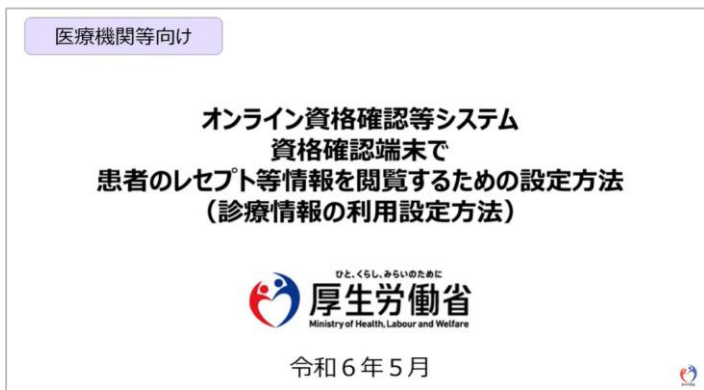 医療機関等向け
オンライン資格確認等システム
資格確認端末で
患者のレセプト等情報を閲覧するための設定方法
（診療情報の利用設定方法）
ひと、くらし、みらいのために
厚生労働省
Ministry of Health, Labour and Welfare
令和６年５月